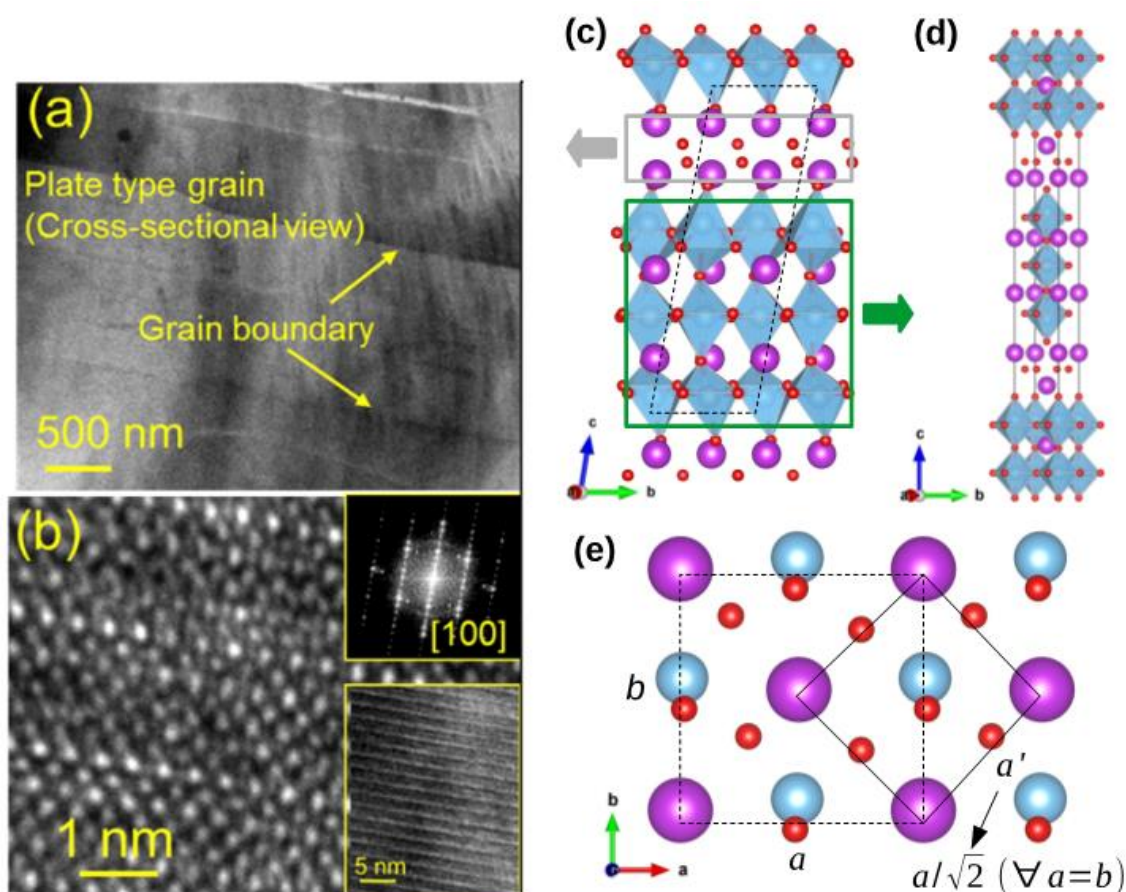 (a)
Plate type grain
(Cross-sectional view)
Grain boundary
500 nm
(b)
[100]
1 nm
5 nm
(c)
c
a
b
(d)
c
a
b
(e)
b
a'
b
a
a
a/√2 (∀ a=b)